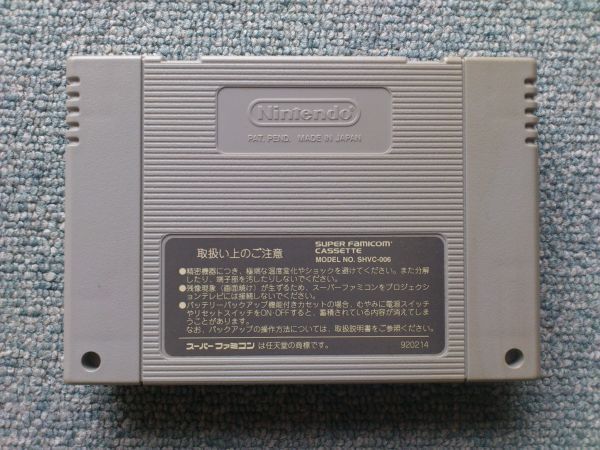 Nintendo
PAT. PEND. MADE IN JAPAN
取扱い上のご注意
SUPER FAMICOM
CASSETTE
MODEL NO. SHVC-006
●精密機器につき、極端な温度変化やショックを避けてください。また分解
したり、端子部を汚したりしないでください。
●残像現象(画面焼け)が生ずるため、スーパーファミコンをプロジェクシ
ョンテレビには接続しないでください。
●バッテリーバックアップ機能付きカセットの場合、むやみに電源スイッチ
やリセットスイッチをON・OFFすると、蓄積されている内容が消えてしま
うことがあります。
なお、バックアップの操作方法については、取扱説明書をご参照ください。
スーパーファミコン は任天堂の商標です。
920214